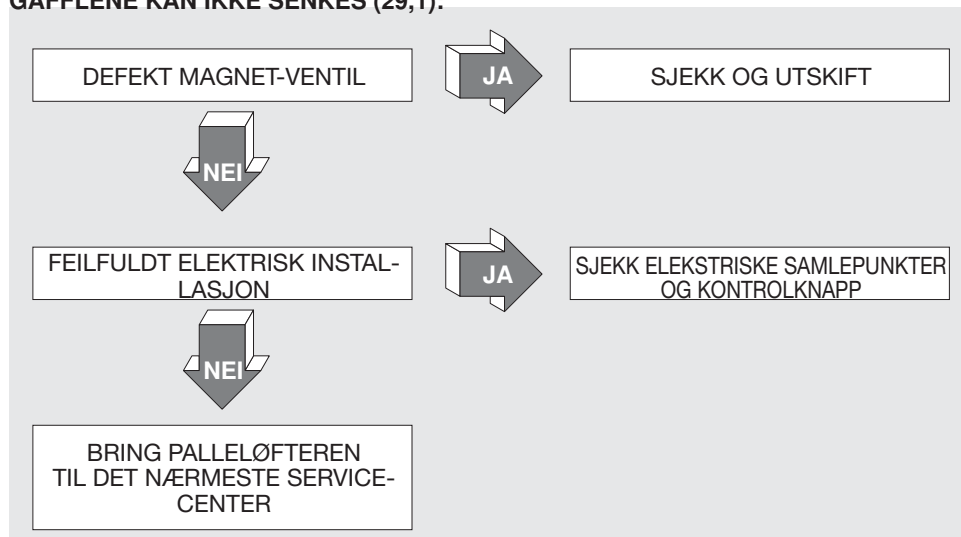 GAFFLENE KAN IKKE SENKES (29,1):
DEFEKT MAGNET-VENTIL
JA
SJEKK OG UTSKIFT
NEI
FEILFULDT ELEKTRISK INSTAL-
LASJON
JA
SJEKK ELEKSTRISKE SAMLEPUNKTER
OG KONTROLKNAPP
NEI
BRING PALLELØFTEREN
TIL DET NÆRMESTE SERVICE-
CENTER